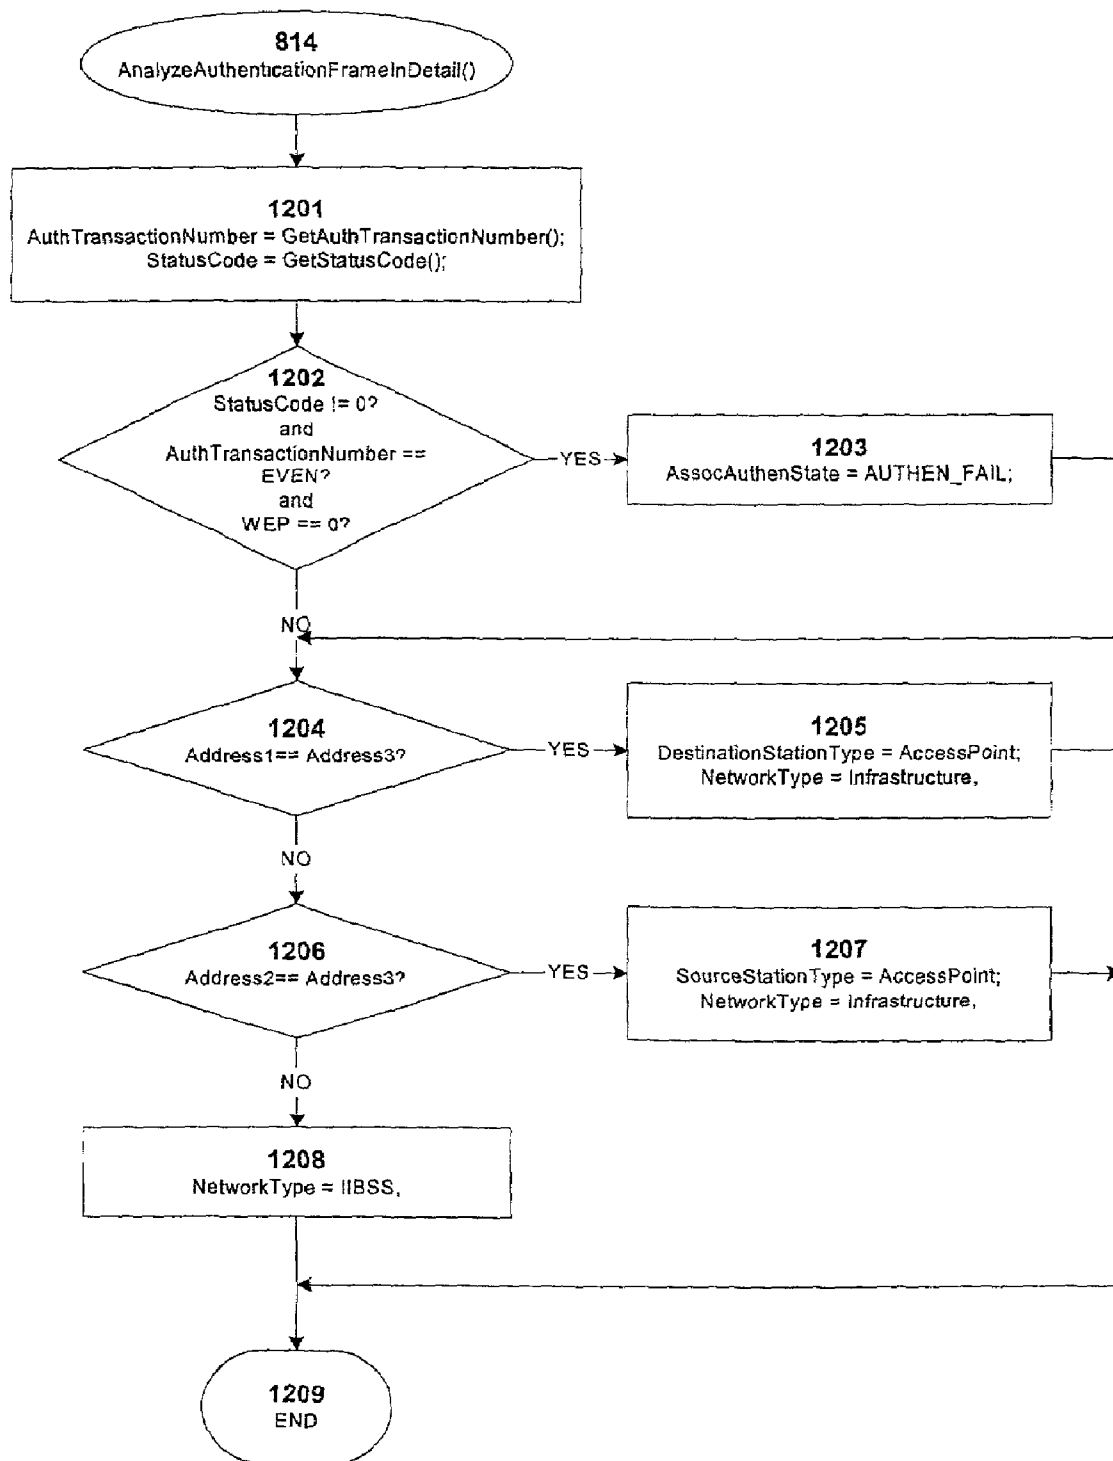 814
AnalyzeAuthenticationFrameInDetail()
1201
AuthTransactionNumber = GetAuthTransactionNumber();
StatusCode = GetStatusCode();
1202
StatusCode != 0?
and
AuthTransactionNumber ==
EVEN?
and
WEP == 0?
YES
1203
AssocAuthenState = AUTHEN_FAIL;
NO
1204
Address1== Address3?
YES
1205
DestinationStationType = AccessPoint;
NetworkType = Infrastructure,
NO
1206
Address2== Address3?
YES
1207
SourceStationType = AccessPoint;
NetworkType = Infrastructure,
NO
1208
NetworkType = IIBSS,
1209
END